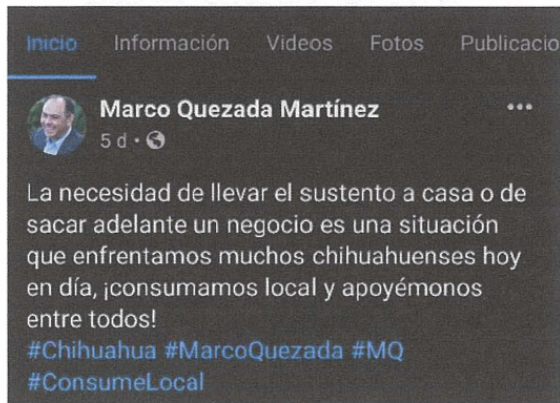 Inicio Información Videos Fotos Publicacio
Marco Quezada Martínez
5 d
La necesidad de llevar el sustento a casa o de
sacar adelante un negocio es una situación
que enfrentamos muchos chihuahuenses hoy
en día, ¡consumamos local y apoyémonos
entre todos!
#Chihuahua #MarcoQuezada #MQ
#ConsumeLocal